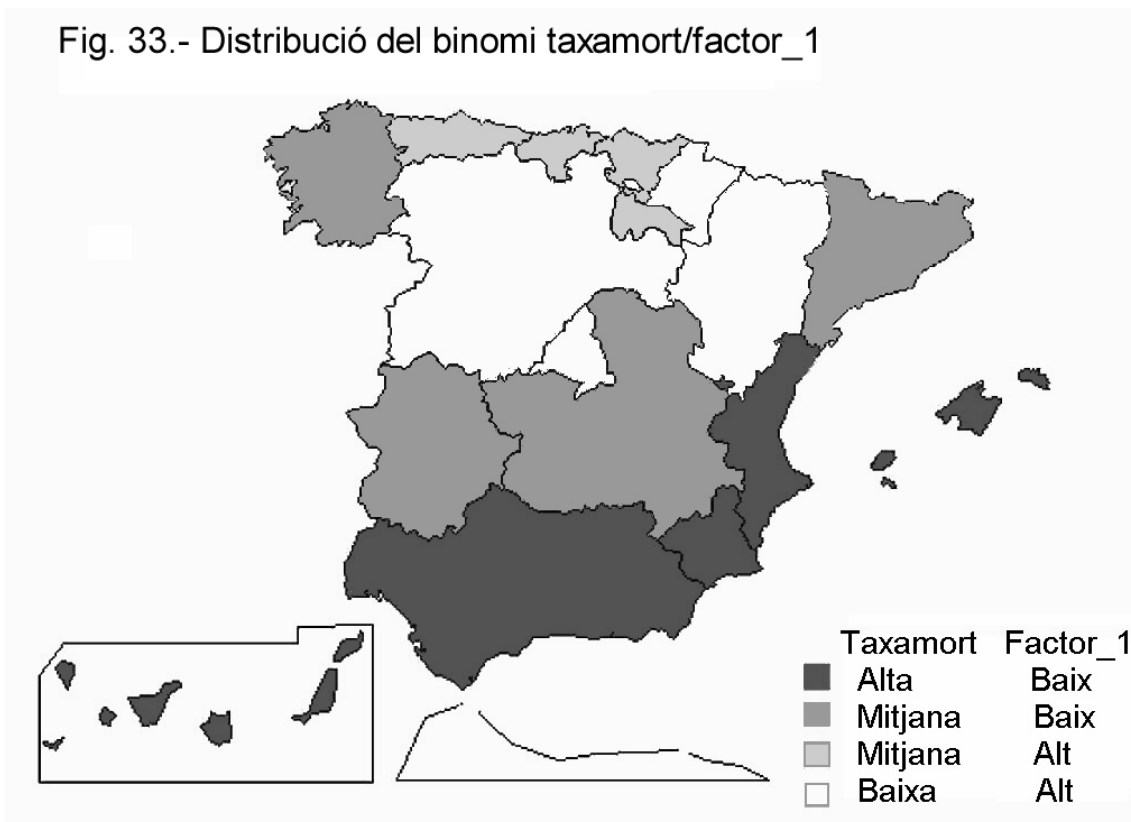 Fig. 33.- Distribució del binomi taxamort/factor_1
Taxamort Factor_1
Alta Baix
Mitjana Baix
Mitjana Alt
Baixa Alt